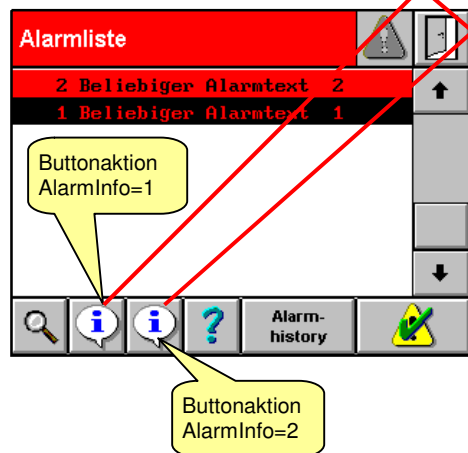 Alarmliste
2 Beliebiger Alarmtext 2
1 Beliebiger Alarmtext 1
Buttonaktion
AlarmInfo=1
Alarm-
history
Buttonaktion
AlarmInfo=2